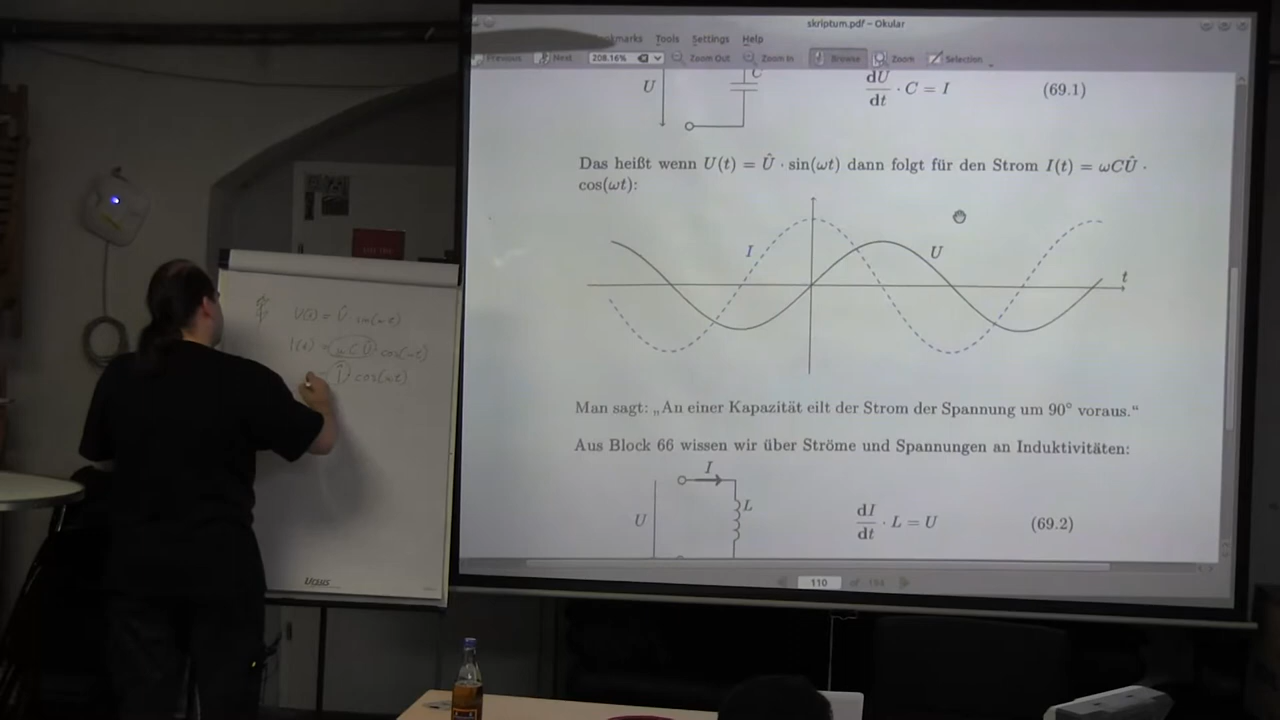 skriptum.pdf – Okular
Tools Settings Help
Previous Next 208.16% Zoom Out Zoom In Browse Zoom Selection
U C dU/dt · C = I (69.1)
Das heißt wenn U(t) = Û · sin(ωt) dann folgt für den Strom I(t) = ωCÛ ·
cos(ωt):
I U t
Man sagt: „An einer Kapazität eilt der Strom der Spannung um 90° voraus.“
Aus Block 66 wissen wir über Ströme und Spannungen an Induktivitäten:
I
U L dI/dt · L = U (69.2)
110 of 194
U(t) = Û · sin(ωt)
I(t) = ωCÛ · cos(ωt)
Î cos(ωt)